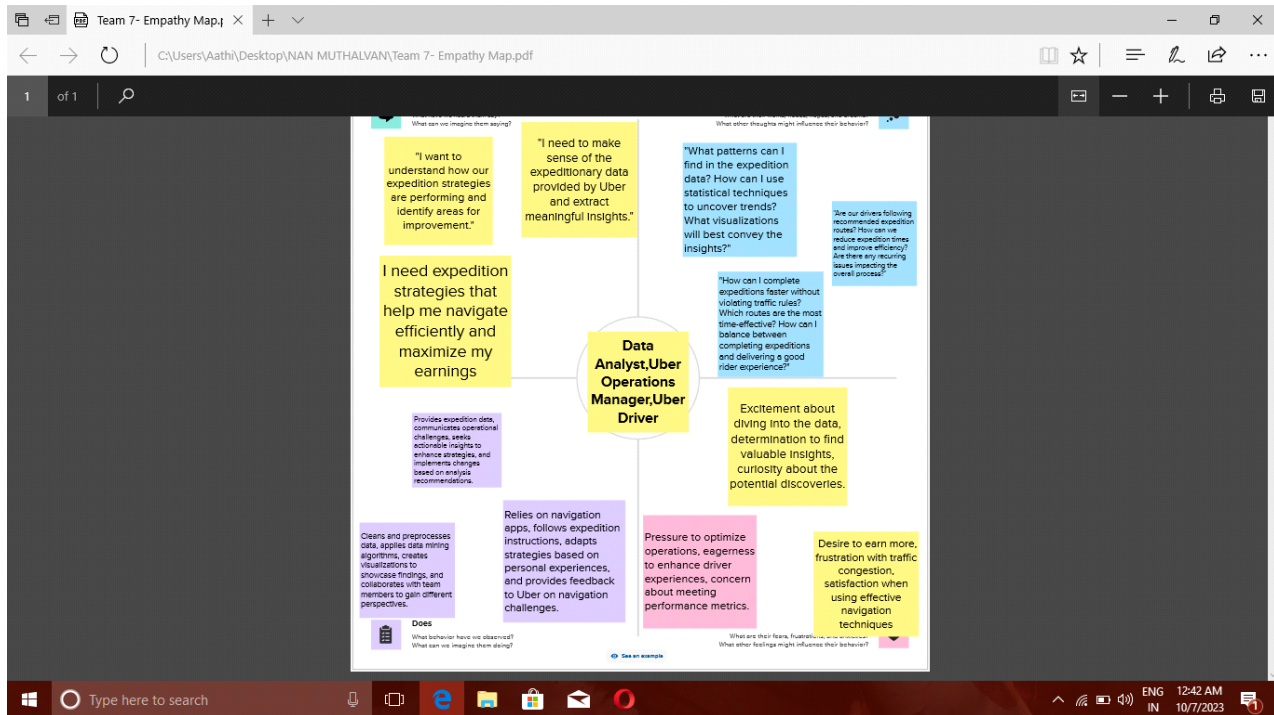 Team 7- Empathy Map.p
C:\Users\Aathi\Desktop\NAN MUTHALVAN\Team 7- Empathy Map.pdf
1 of 1
What can we imagine them saying?
What other thoughts might influence their behavior?
"I want to
understand how our
expedition strategies
are performing and
identify areas for
improvement."
"I need to make
sense of the
expeditionary data
provided by Uber
and extract
meaningful insights."
"What patterns can I
find in the expedition
data? How can I use
statistical techniques
to uncover trends?
What visualizations
will best convey the
insights?"
"Are our drivers following
recommended expedition
routes? How can we
reduce expedition times
and improve efficiency?
Are there any recurring
issues impacting the
overall process?"
I need expedition
strategies that
help me navigate
efficiently and
maximize my
earnings
"How can I complete
expeditions faster without
violating traffic rules?
Which routes are the most
time-effective? How can I
balance between
completing expeditions
and delivering a good
rider experience?"
Data
Analyst,Uber
Operations
Manager,Uber
Driver
Provides expedition data,
communicates operational
challenges, seeks
actionable insights to
enhance strategies, and
implements changes
based on analysis
recommendations.
Excitement about
diving into the data,
determination to find
valuable insights,
curiosity about the
potential discoveries.
Cleans and preprocesses
data, applies data mining
algorithms, creates
visualizations to
showcase findings, and
collaborates with team
members to gain different
perspectives.
Relies on navigation
apps, follows expedition
instructions, adapts
strategies based on
personal experiences,
and provides feedback
to Uber on navigation
challenges.
Pressure to optimize
operations, eagerness
to enhance driver
experiences, concern
about meeting
performance metrics.
Desire to earn more,
frustration with traffic
congestion,
satisfaction when
using effective
navigation
techniques
Does
What behavior have we observed?
What can we imagine them doing?
What are their fears, frustrations,
What other feelings might influence their behavior?
See an example
Type here to search
ENG
IN
12:42 AM
10/7/2023
1